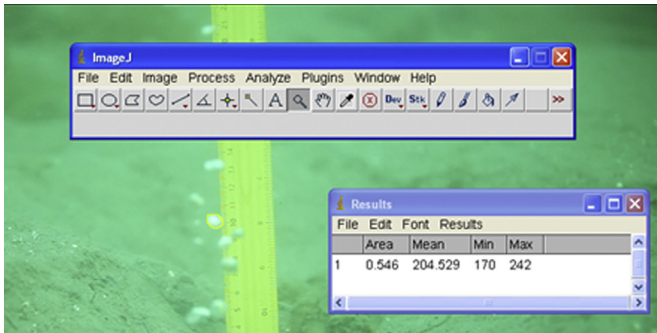 ImageJ
File Edit Image Process Analyze Plugins Window Help
A Dev Stk >>
Results
File Edit Font Results
Area Mean Min Max
1 0.546 204.529 170 242